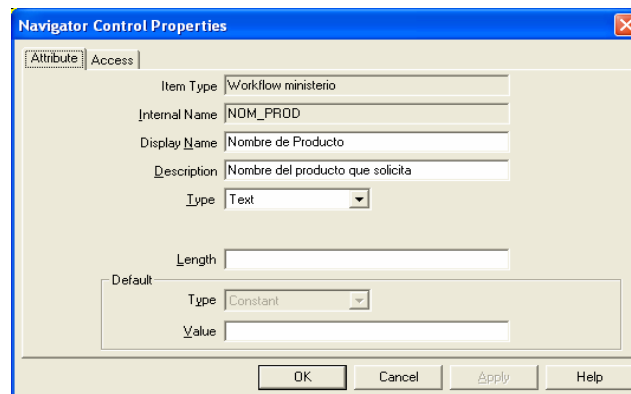 Navigator Control Properties
Attribute Access
Item Type Workflow ministerio
Internal Name NOM_PROD
Display Name Nombre de Producto
Description Nombre del producto que solicita
Type Text
Length
Default
Type Constant
Value
OK Cancel Apply Help